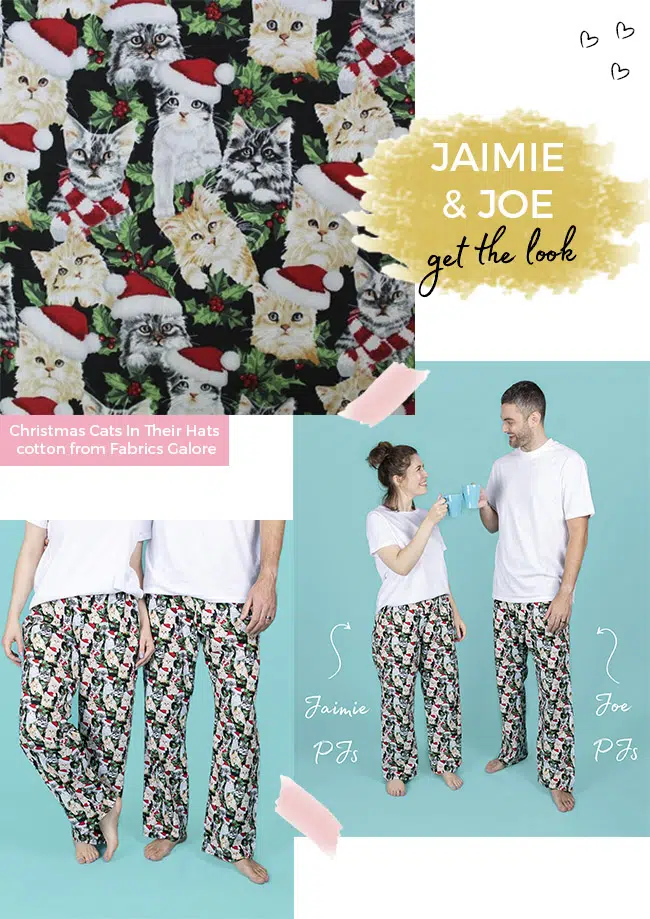 JAIMIE
& JOE
get the look
Christmas Cats In Their Hats
cotton from Fabrics Galore
Jaimie
PJs
Joe
PJs